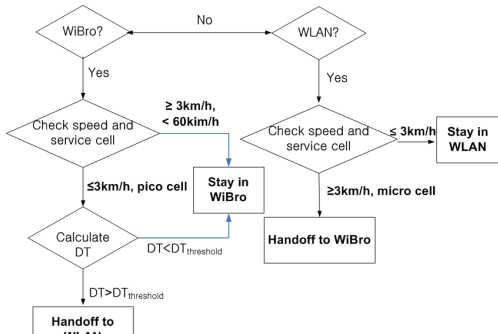 WiBro?
No
WLAN?
Yes
Yes
≥ 3km/h,
< 60kim/h
Check speed and
service cell
Check speed and
service cell
≤ 3km/h
Stay in
WLAN
≤3km/h, pico cell
Stay in
WiBro
≥3km/h, micro cell
Calculate
DT
DT<DTthreshold
Handoff to WiBro
DT>DTthreshold
Handoff to
WLAN